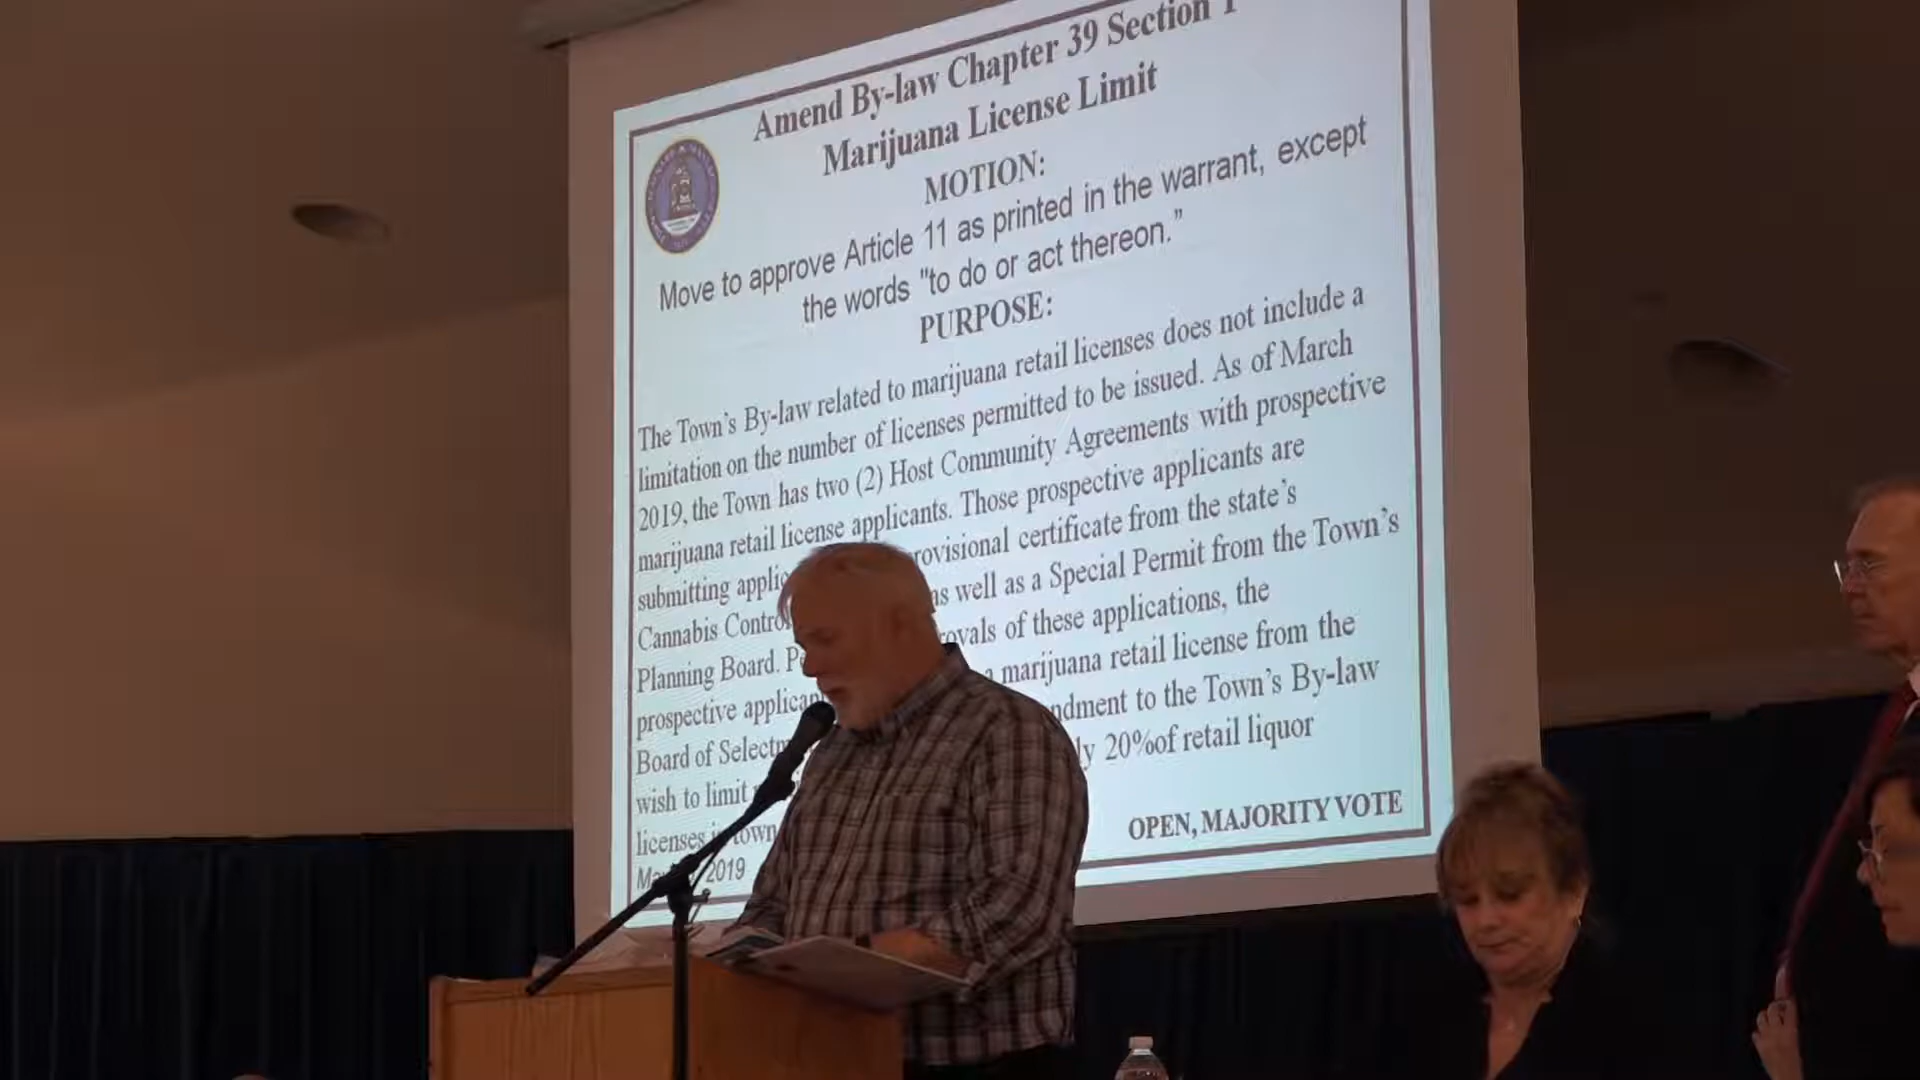 Amend By-law Chapter 39 Section 1
Marijuana License Limit
MOTION:
Move to approve Article 11 as printed in the warrant, except
the words "to do or act thereon."
PURPOSE:
The Town's By-law related to marijuana retail licenses does not include a
limitation on the number of licenses permitted to be issued. As of March
2019, the Town has two (2) Host Community Agreements with prospective
marijuana retail license applicants. Those prospective applicants are
submitting applic rovisional certificate from the state's
Cannabis Contro as well as a Special Permit from the Town's
Planning Board. Pe ovals of these applications, the
prospective applican a marijuana retail license from the
Board of Selectm ndment to the Town's By-law
wish to limit ly 20%of retail liquor
licenses town
OPEN, MAJORITY VOTE
2019